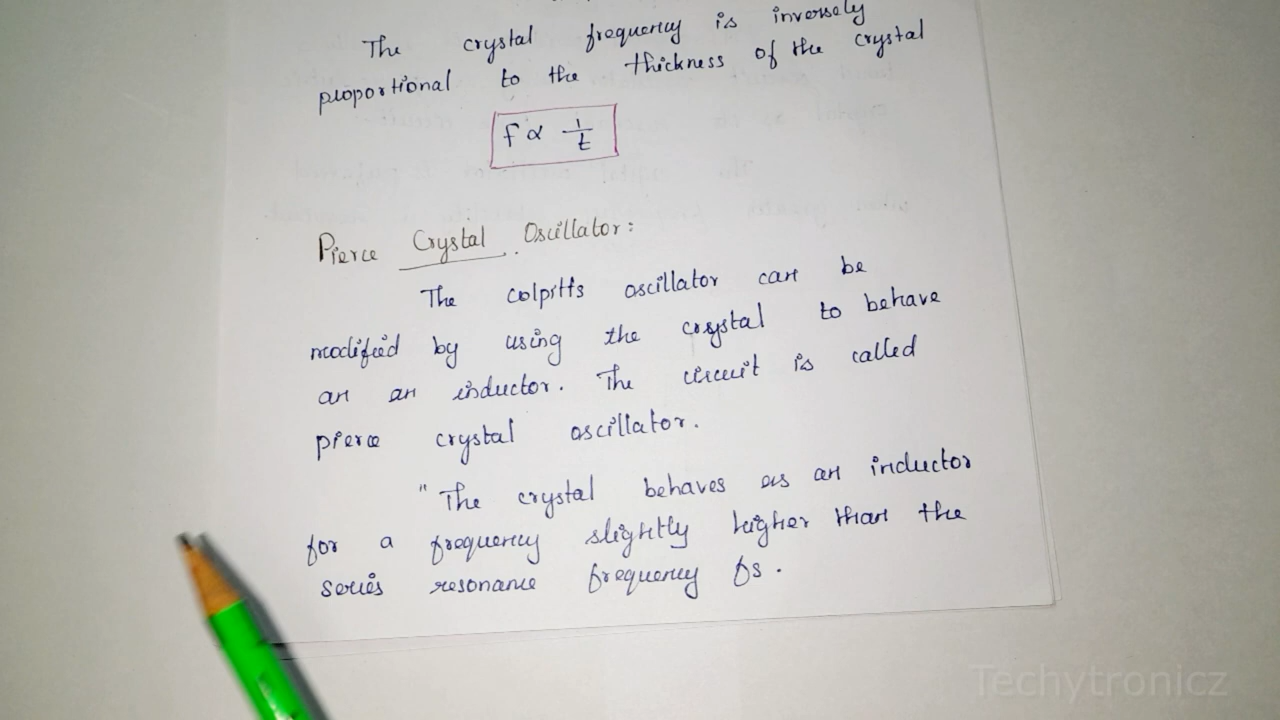 The crystal frequency is inversely
proportional to the thickness of the crystal
f ∝ 1/t
Pierce Crystal Oscillator:
The colpitts oscillator can be
modified by using the crystal to behave
an an inductor. The circuit is called
pierce crystal oscillator.
" The crystal behaves as an inductor
for a frequency slightly higher than the
series resonance frequency fs.
Techytronicz